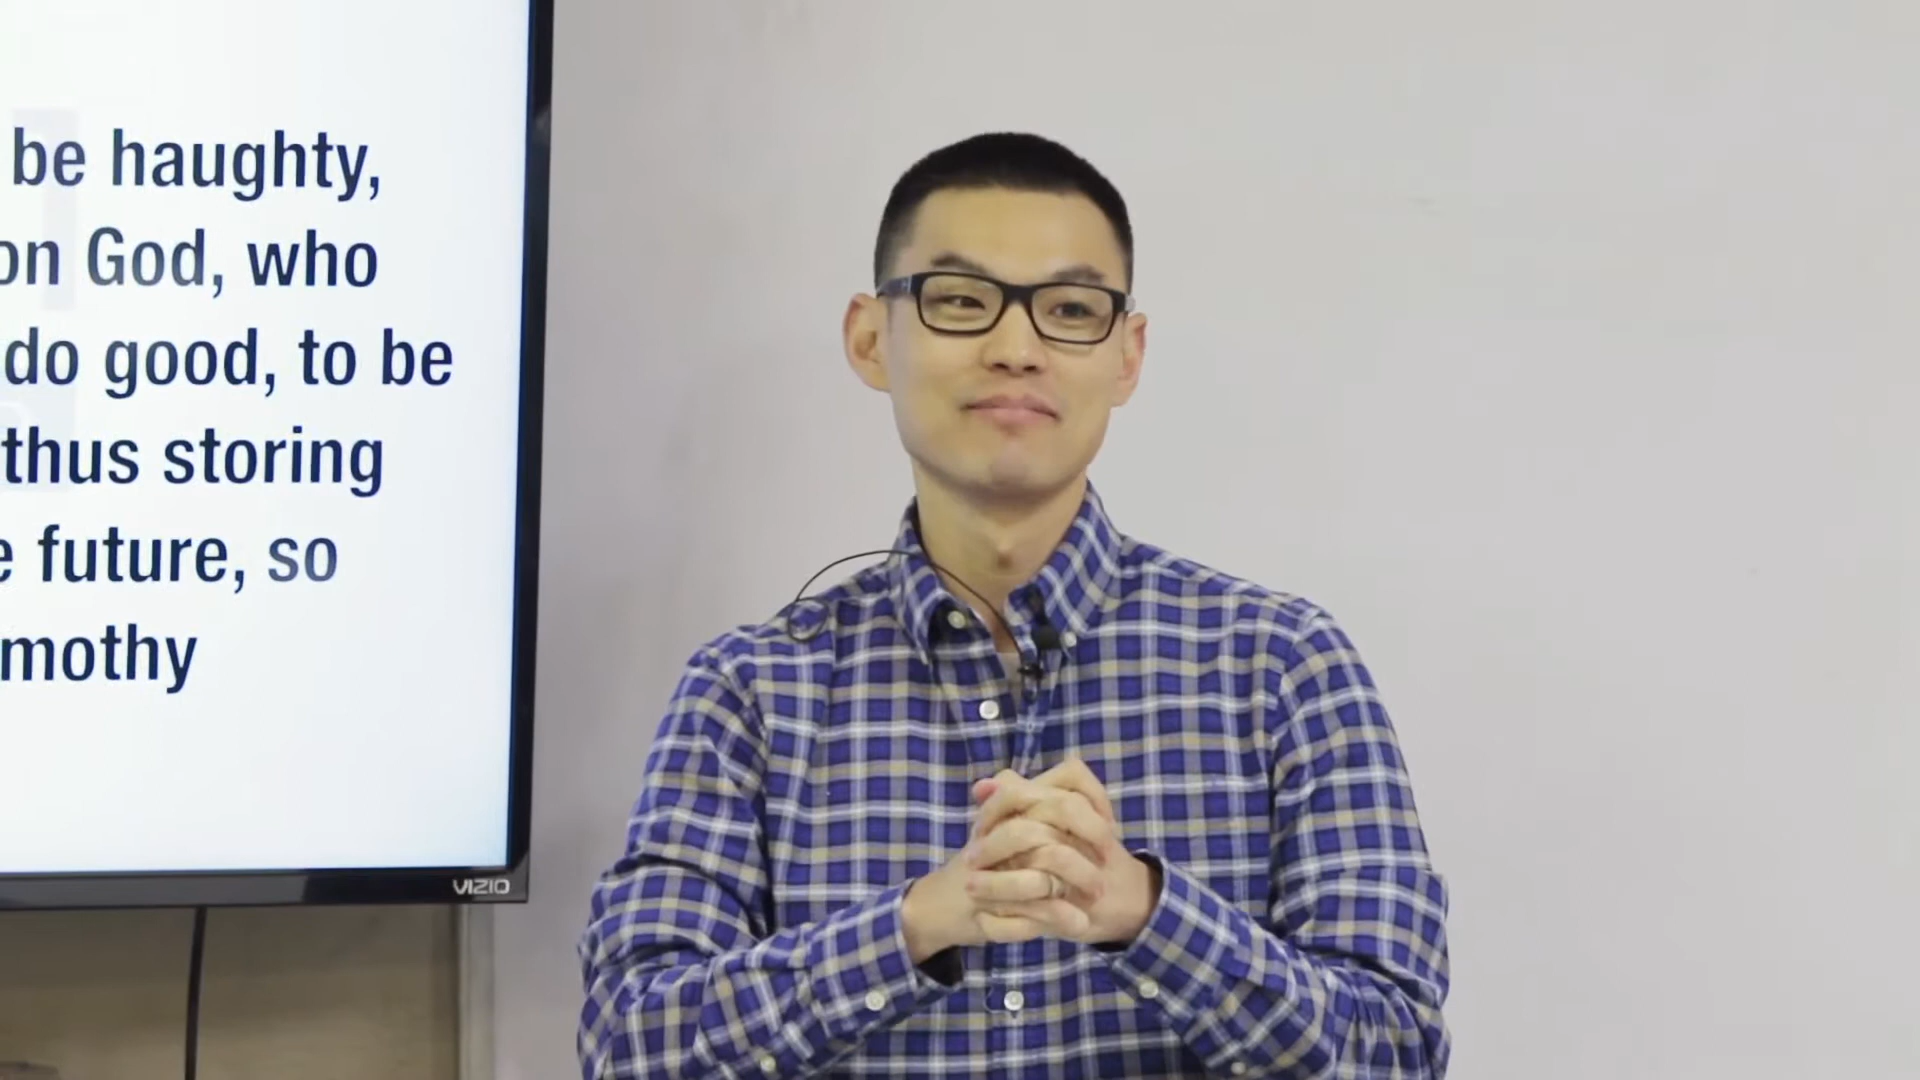 be haughty,
on God, who
do good, to be
thus storing
e future, so
mothy
VIZIO